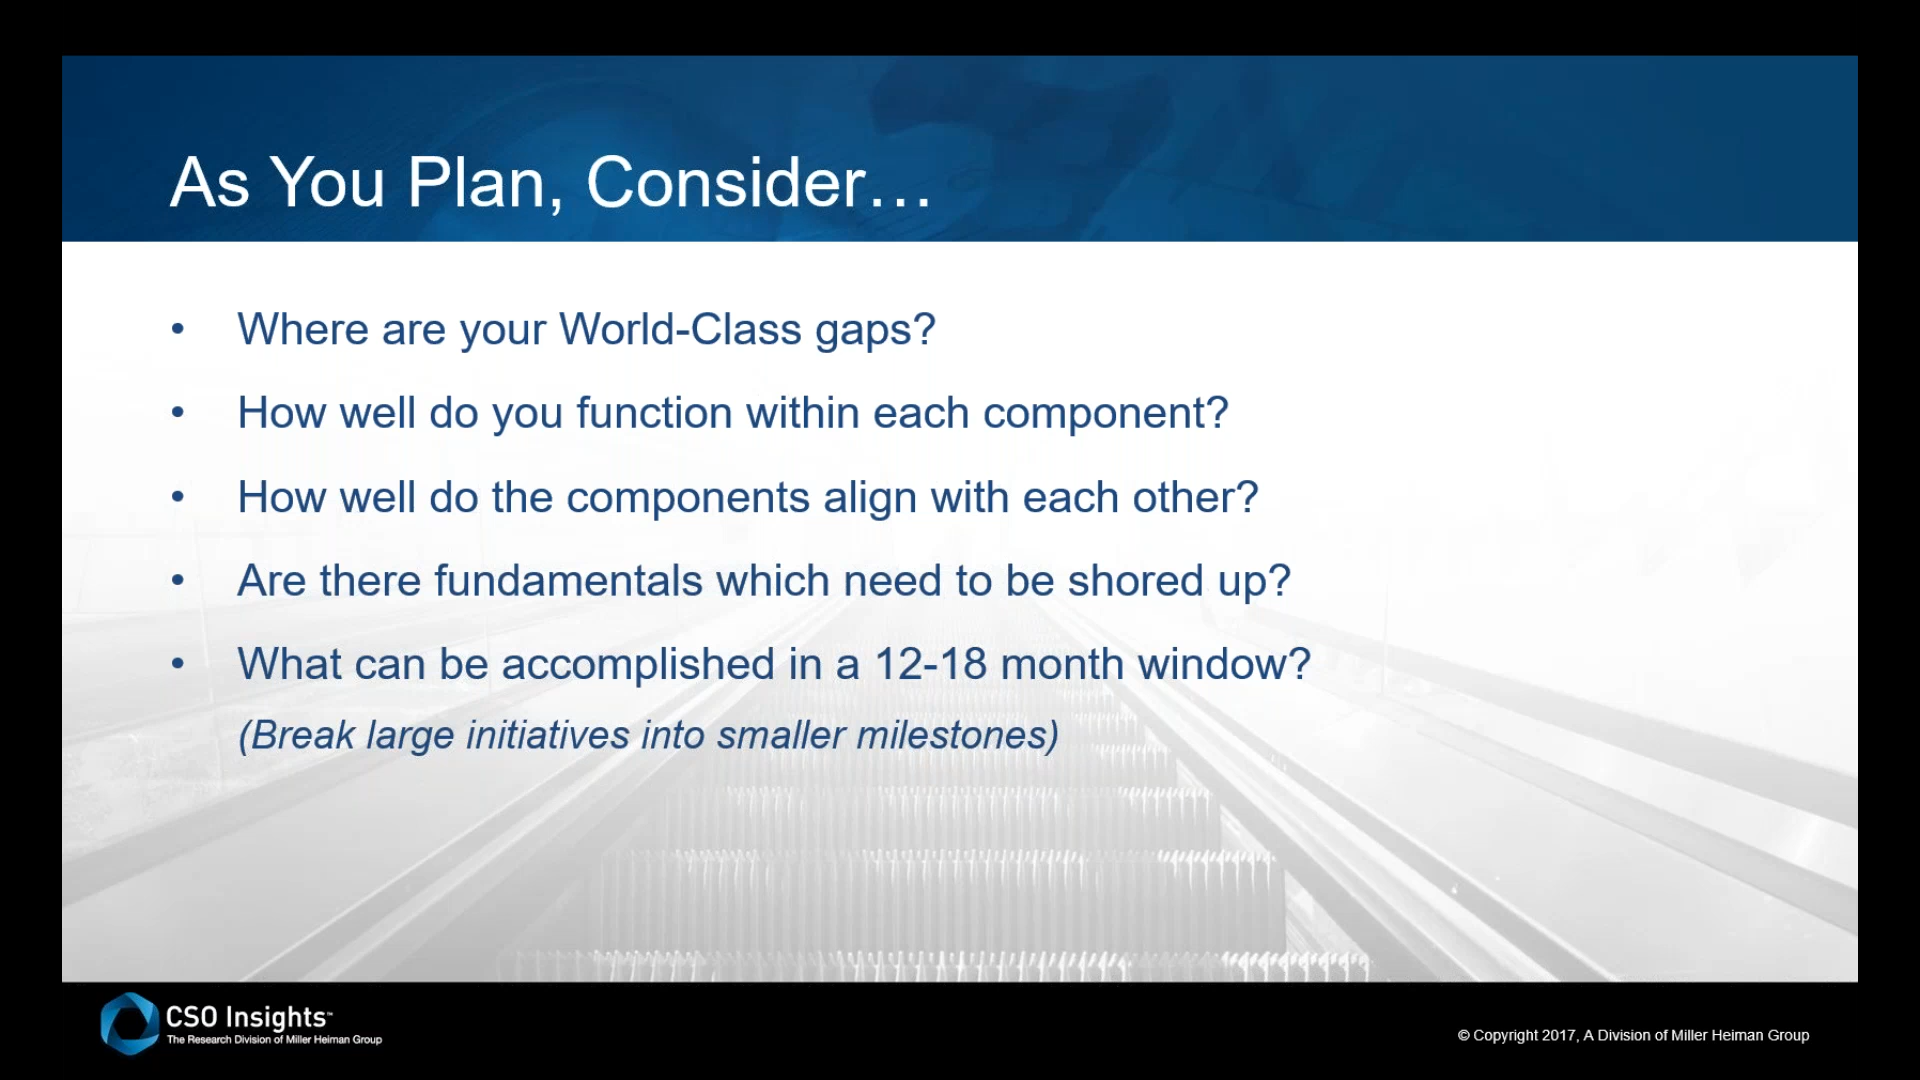 As You Plan, Consider…
• Where are your World-Class gaps?
• How well do you function within each component?
• How well do the components align with each other?
• Are there fundamentals which need to be shored up?
• What can be accomplished in a 12-18 month window?
(Break large initiatives into smaller milestones)
CSO Insights™
The Research Division of Miller Heiman Group
© Copyright 2017, A Division of Miller Heiman Group